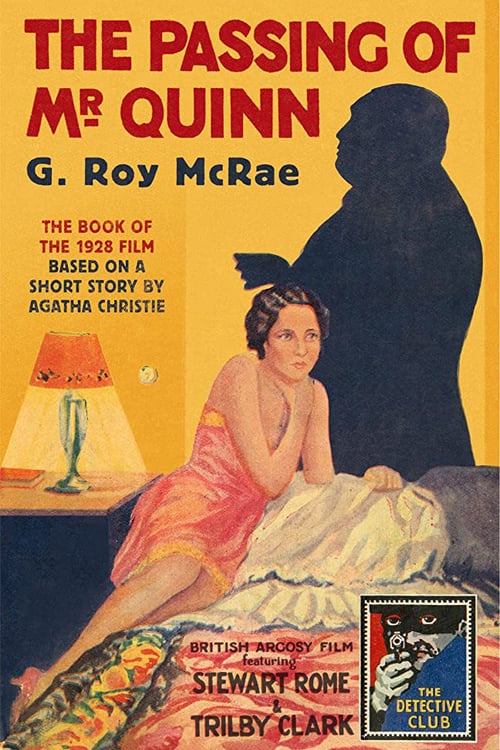 THE PASSING OF
MR QUINN
G. Roy McRae
THE BOOK OF
THE 1928 FILM
BASED ON A
SHORT STORY BY
AGATHA CHRISTIE
BRITISH ARGOSY FILM
featuring
STEWART ROME
& TRILBY CLARK
THE
DETECTIVE
CLUB